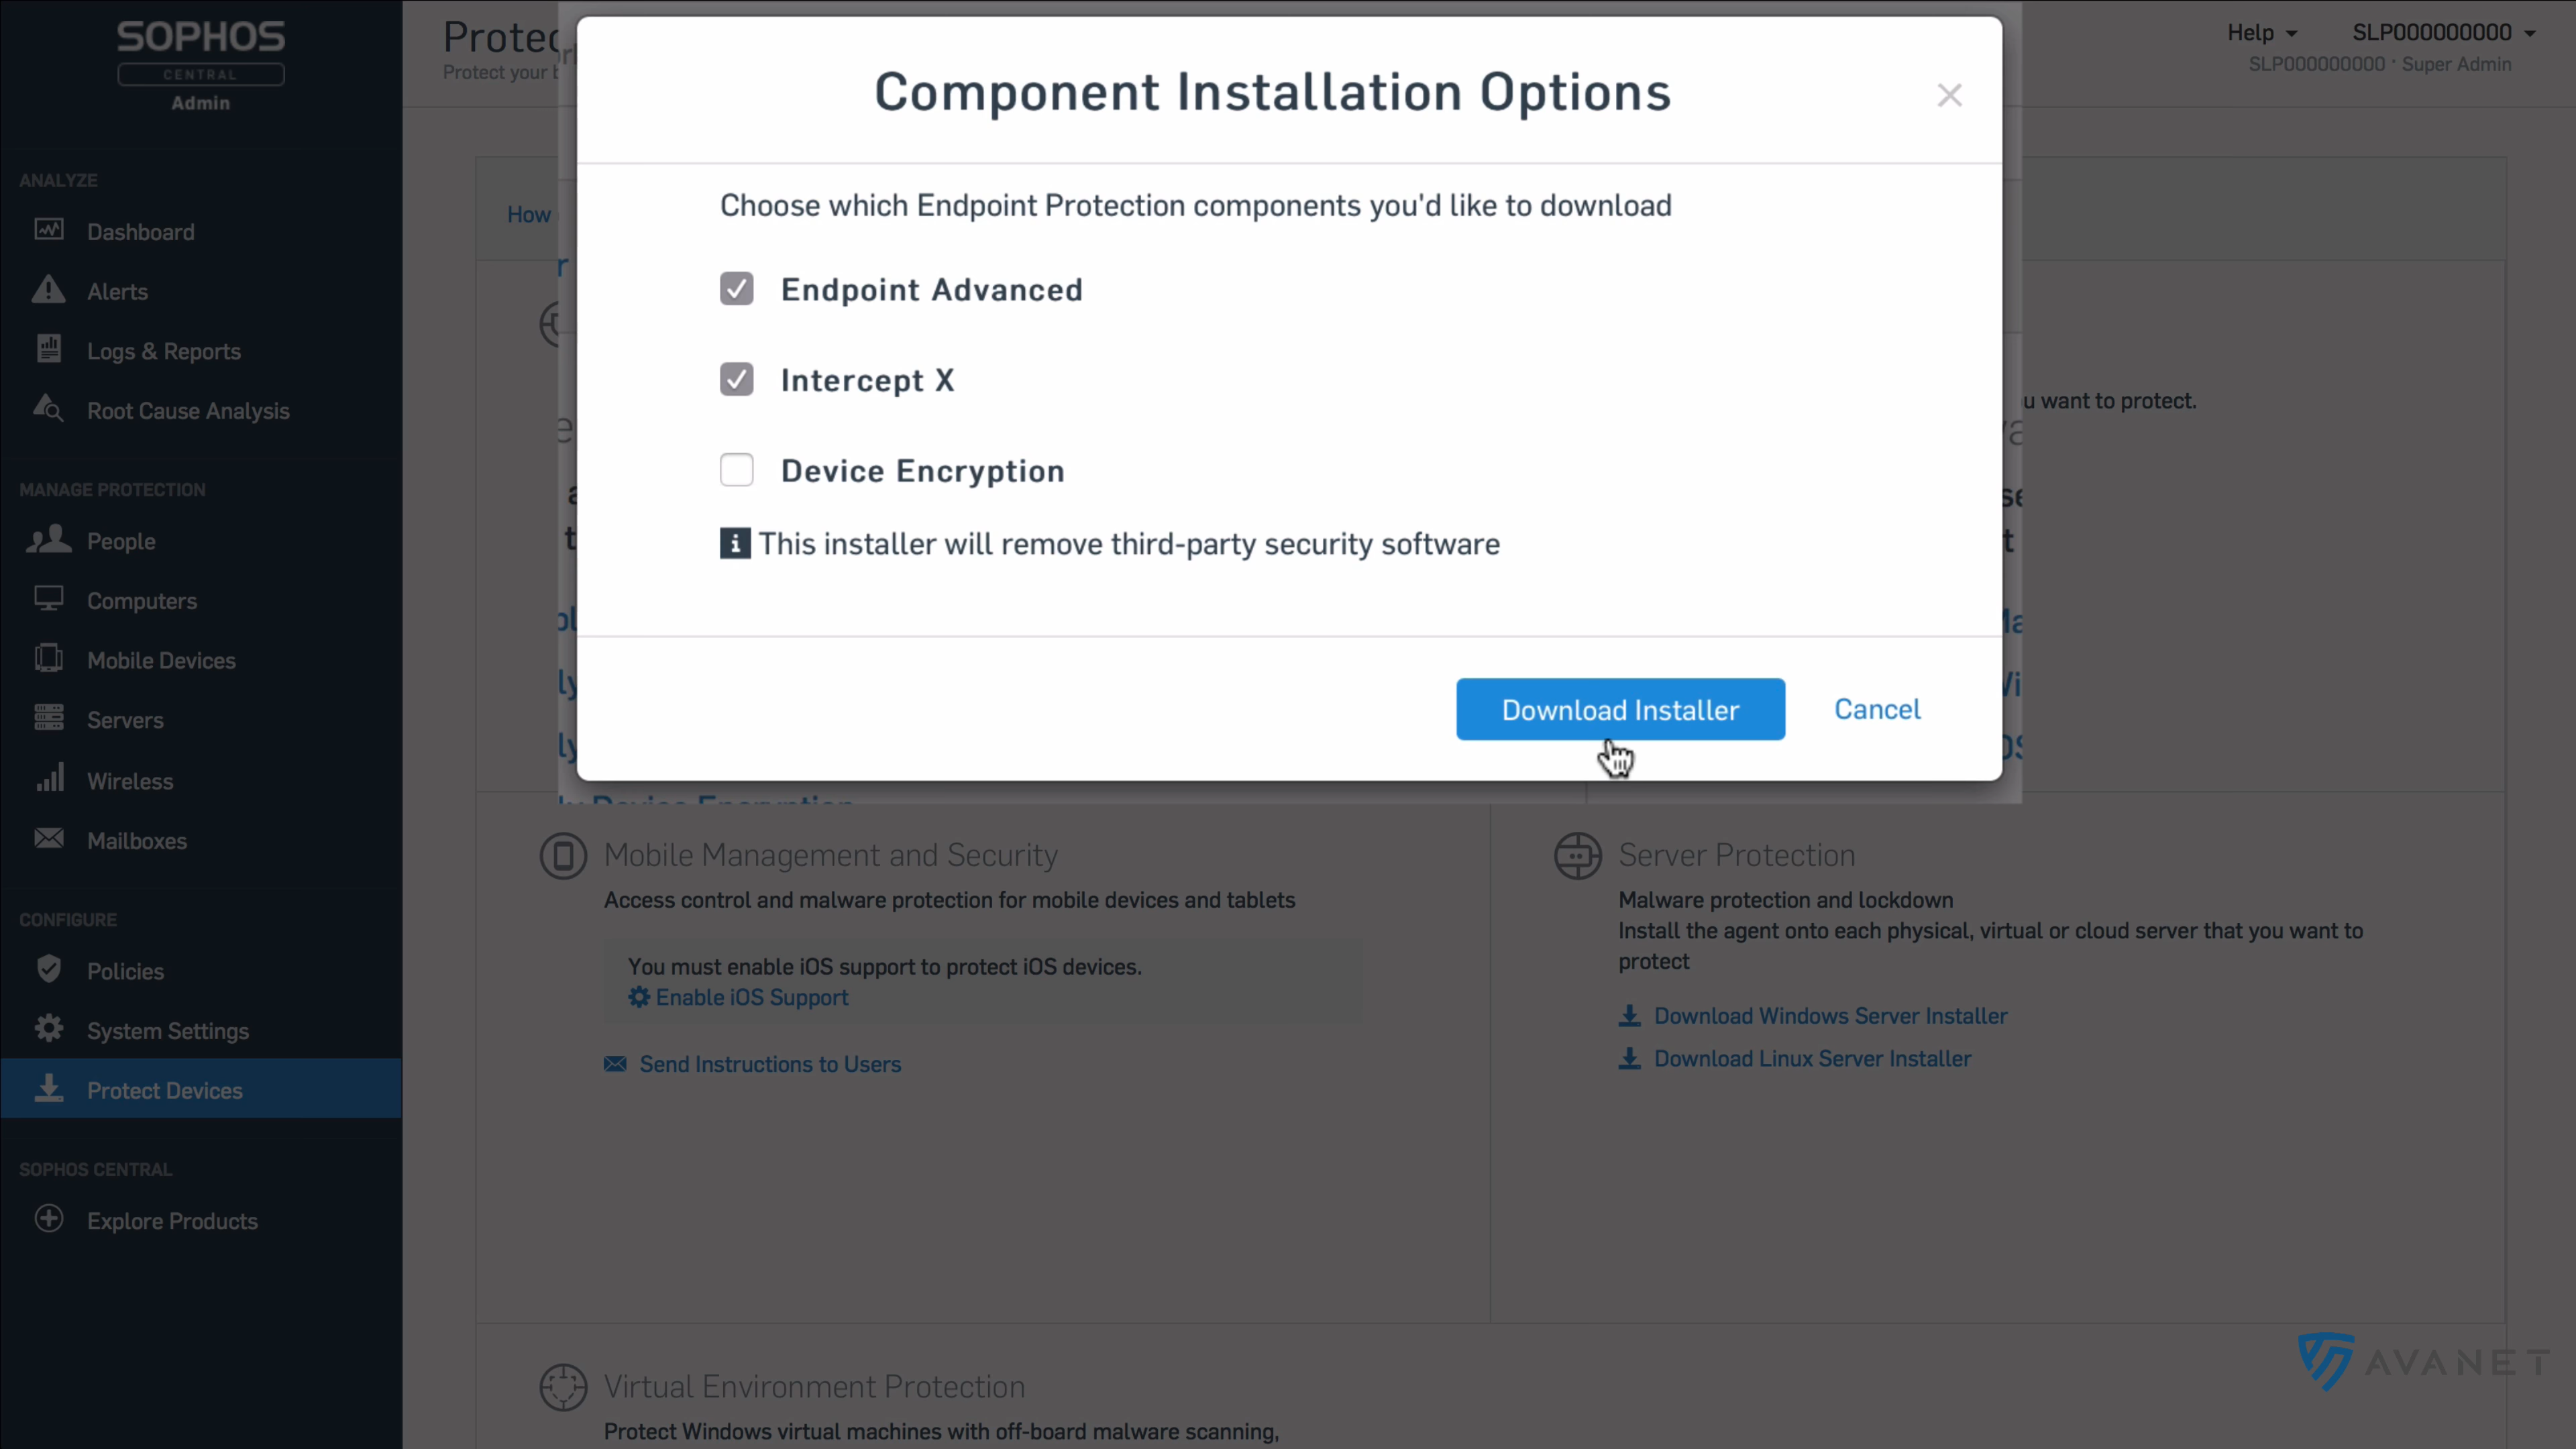 SOPHOS
CENTRAL
Admin
ANALYZE
Dashboard
Alerts
Logs & Reports
Root Cause Analysis
MANAGE PROTECTION
People
Computers
Mobile Devices
Servers
Wireless
Mailboxes
CONFIGURE
Policies
System Settings
Protect Devices
SOPHOS CENTRAL
Explore Products
Protect your
Help
SLP000000000
SLP000000000 · Super Admin
How
Component Installation Options
Choose which Endpoint Protection components you'd like to download
Endpoint Advanced
Intercept X
Device Encryption
This installer will remove third-party security software
Download Installer
Cancel
u want to protect.
Device Encryption
Mobile Management and Security
Access control and malware protection for mobile devices and tablets
You must enable iOS support to protect iOS devices.
Enable iOS Support
Send Instructions to Users
Server Protection
Malware protection and lockdown
Install the agent onto each physical, virtual or cloud server that you want to
protect
Download Windows Server Installer
Download Linux Server Installer
Virtual Environment Protection
Protect Windows virtual machines with off-board malware scanning,
AVANET